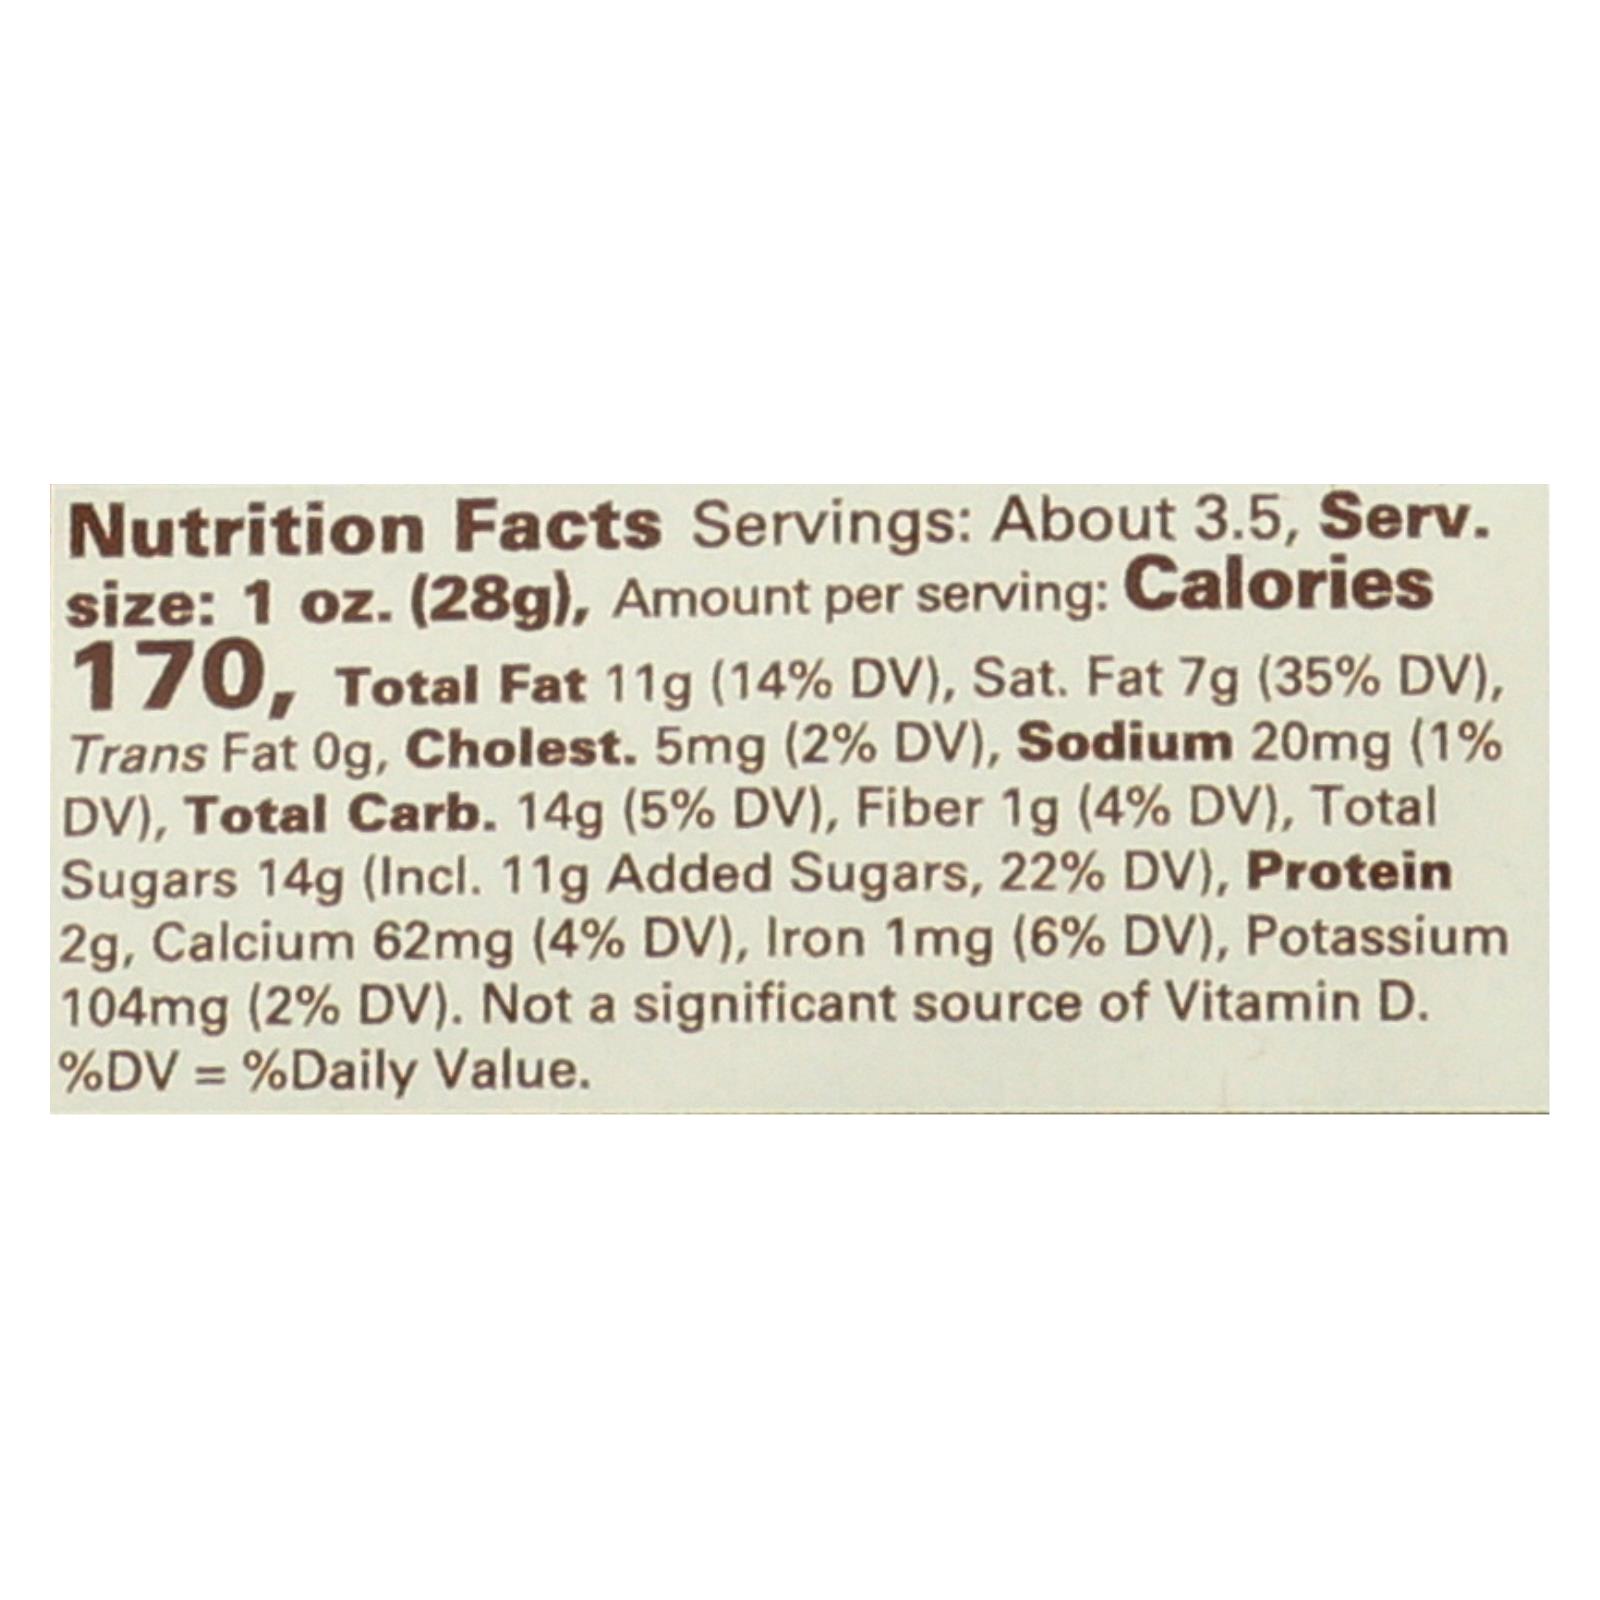 Nutrition Facts Servings: About 3.5, Serv.
size: 1 oz. (28g), Amount per serving: Calories
170, Total Fat 11g (14% DV), Sat. Fat 7g (35% DV),
Trans Fat 0g, Cholest. 5mg (2% DV), Sodium 20mg (1%
DV), Total Carb. 14g (5% DV), Fiber 1g (4% DV), Total
Sugars 14g (Incl. 11g Added Sugars, 22% DV), Protein
2g, Calcium 62mg (4% DV), Iron 1mg (6% DV), Potassium
104mg (2% DV). Not a significant source of Vitamin D.
%DV = %Daily Value.